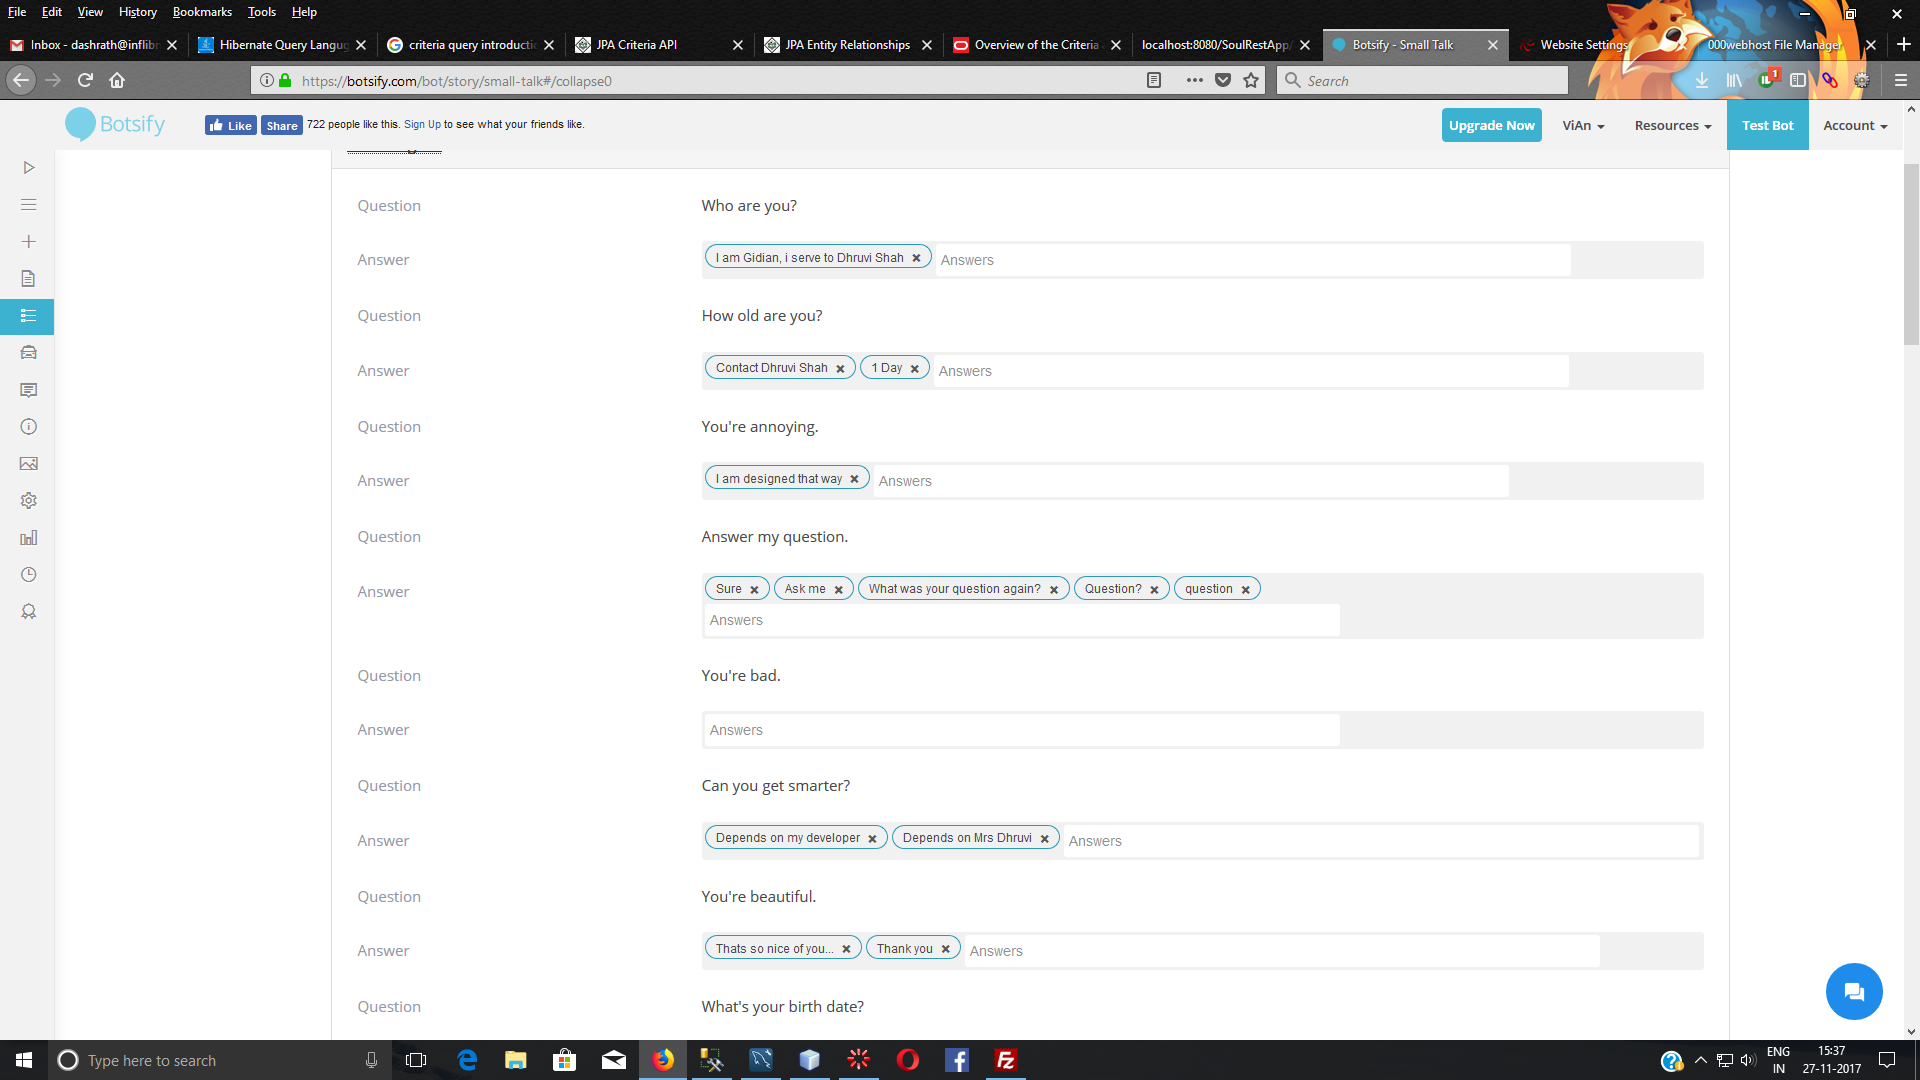 File Edit View History Bookmarks Tools Help
Inbox - dashrath@inflibn Hibernate Query Langua criteria query introductio JPA Criteria API JPA Entity Relationships Overview of the Criteria localhost:8080/SoulRestApp/ Botsify - Small Talk Website Settings 000webhost File Manager
https://botsify.com/bot/story/small-talk#/collapse0 Search 1
Botsify Like Share 722 people like this. Sign Up to see what your friends like. Upgrade Now ViAn Resources Test Bot Account
Question Who are you?
Answer I am Gidian, i serve to Dhruvi Shah Answers
Question How old are you?
Answer Contact Dhruvi Shah 1 Day Answers
Question You're annoying.
Answer I am designed that way Answers
Question Answer my question.
Answer Sure Ask me What was your question again? Question? question
Answers
Question You're bad.
Answer Answers
Question Can you get smarter?
Answer Depends on my developer Depends on Mrs Dhruvi Answers
Question You're beautiful.
Answer Thats so nice of you... Thank you Answers
Question What's your birth date?
Type here to search ENG IN 15:37 27-11-2017